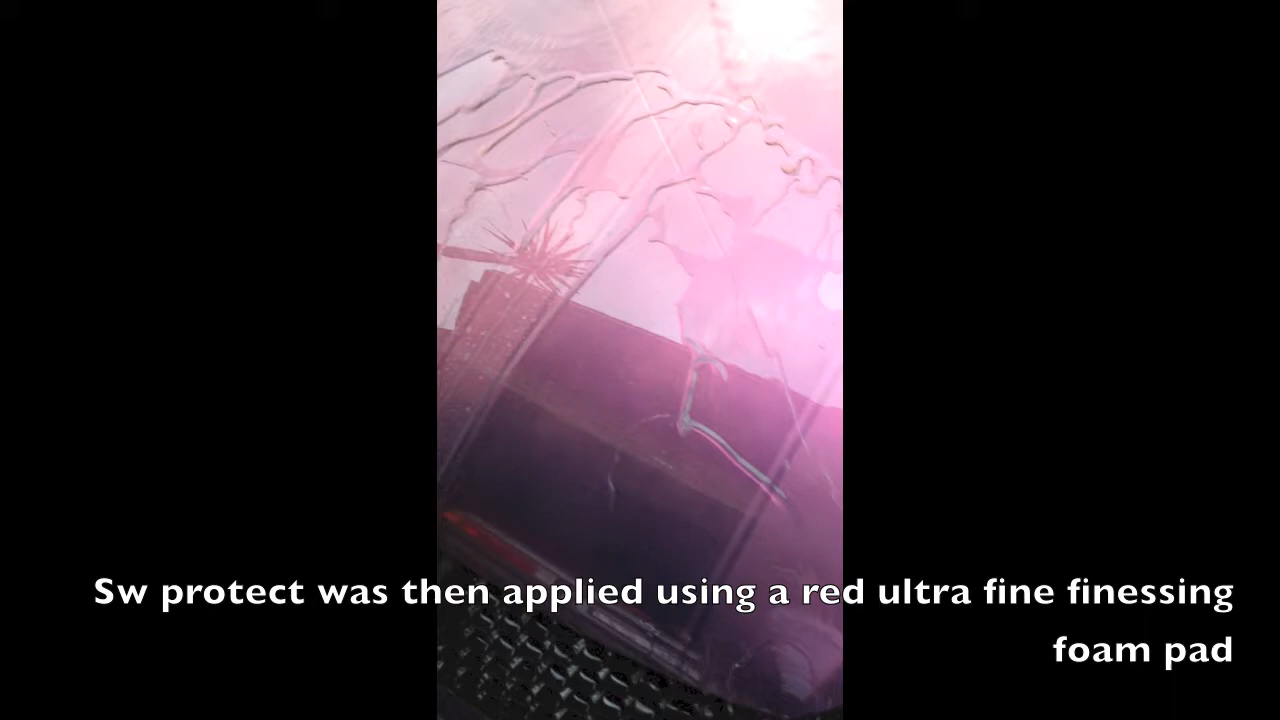 Sw protect was then applied using a red ultra fine finessing
foam pad